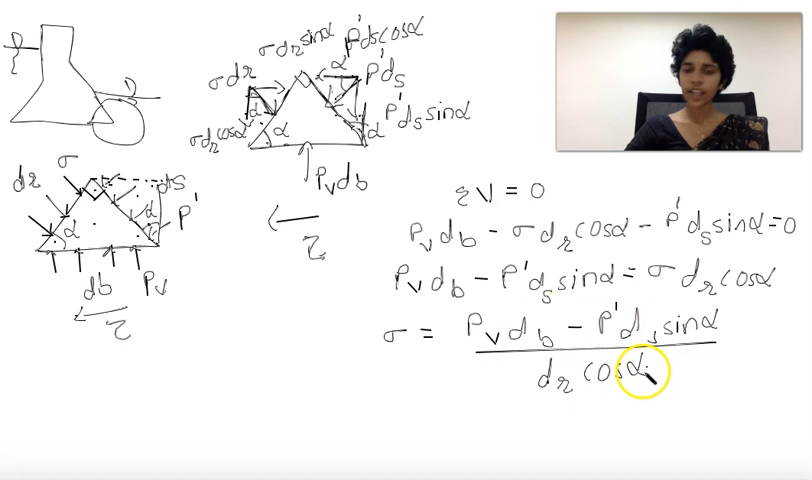 P
D
σ dr sinα
P'ds cosα
σ dr
α
P'ds
α
σ dr cosα
α
α
P'ds sinα
Pv db
τ
σ
dr
ds
α
α
P'
db
Pv
τ
ΣV = 0
Pv db - σ dr cosα - P'ds sinα = 0
Pv db - P'ds sinα = σ dr cosα
σ = Pv db - P'ds sinα
dr cosα